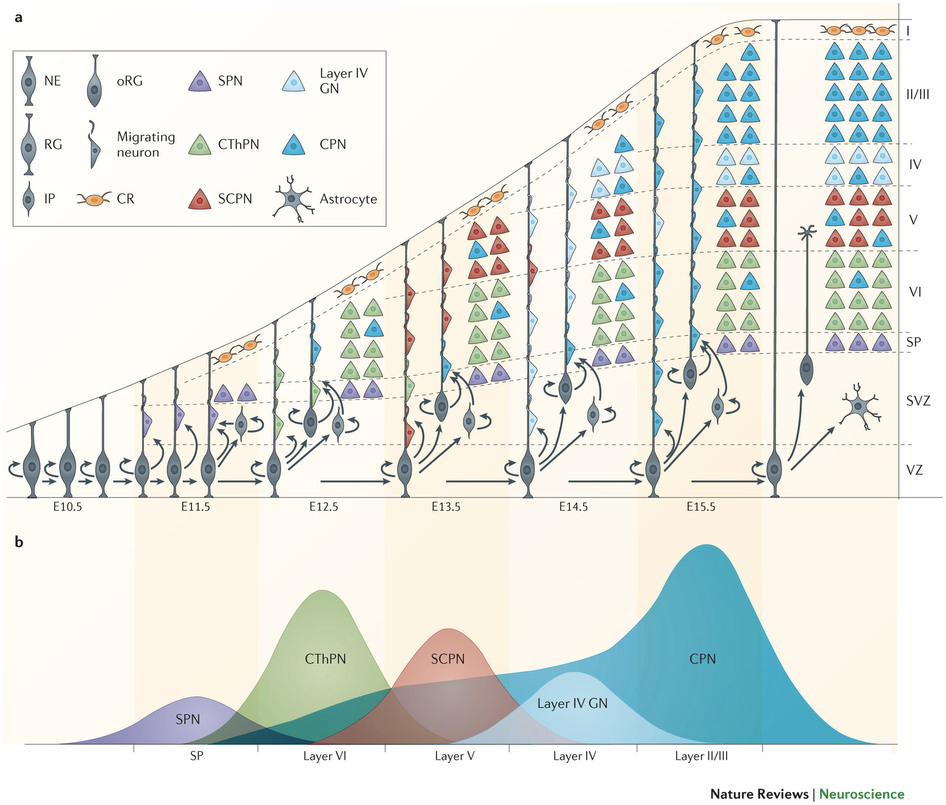 a
NE
oRG
SPN
Layer IV
GN
RG
Migrating
neuron
CThPN
CPN
IP
CR
SCPN
Astrocyte
I
II/III
IV
V
VI
SP
SVZ
VZ
E10.5
E11.5
E12.5
E13.5
E14.5
E15.5
b
CThPN
SCPN
CPN
Layer IV GN
SPN
SP
Layer VI
Layer V
Layer IV
Layer II/III
Nature Reviews | Neuroscience